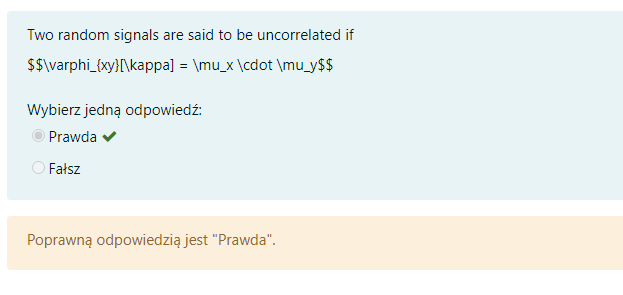 Two random signals are said to be uncorrelated if
$$\varphi_{xy}[\kappa] = \mu_x \cdot \mu_y$$
Wybierz jedną odpowiedź:
Prawda ✔
Fałsz
Poprawną odpowiedzią jest "Prawda".